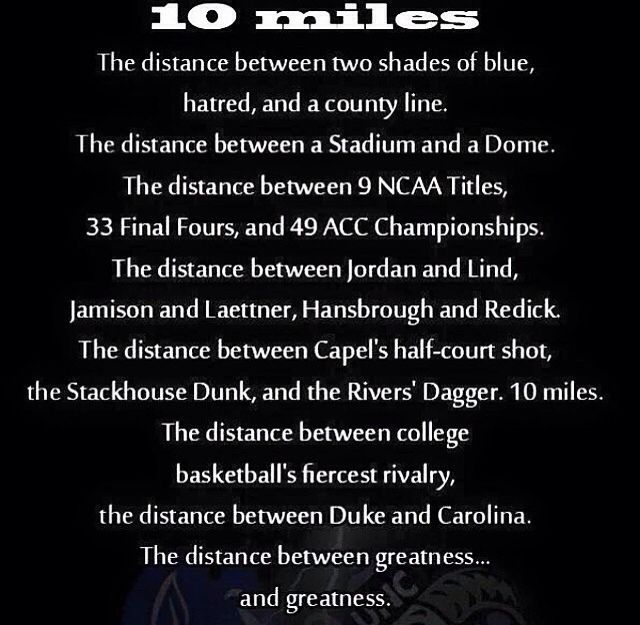 10 miles
The distance between two shades of blue,
hatred, and a county line.
The distance between a Stadium and a Dome.
The distance between 9 NCAA Titles,
33 Final Fours, and 49 ACC Championships.
The distance between Jordan and Lind,
Jamison and Laettner, Hansbrough and Redick.
The distance between Capel's half-court shot,
the Stackhouse Dunk, and the Rivers' Dagger. 10 miles.
The distance between college
basketball's fiercest rivalry,
the distance between Duke and Carolina.
The distance between greatness...
and greatness.
UNC